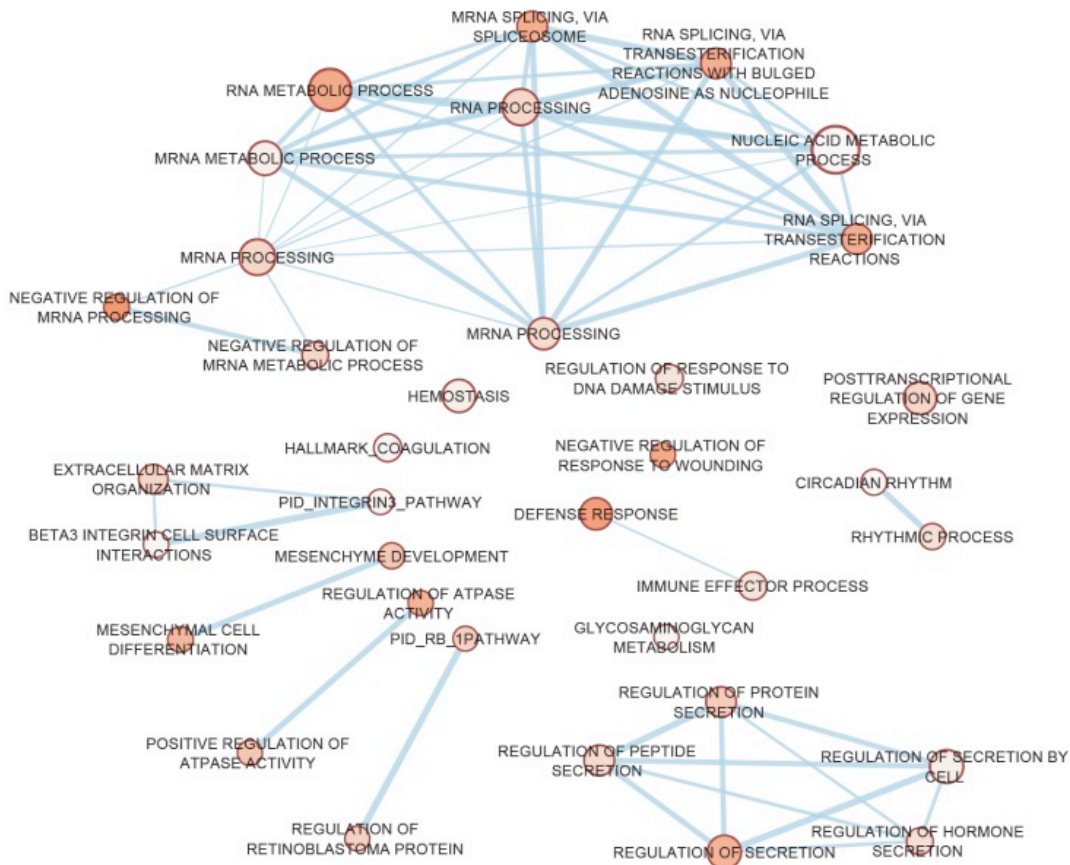 MRNA SPLICING, VIA
SPLICEOSOME
RNA SPLICING, VIA
TRANSESTERIFICATION
REACTIONS WITH BULGED
ADENOSINE AS NUCLEOPHILE
RNA METABOLIC PROCESS
RNA PROCESSING
MRNA METABOLIC PROCESS
NUCLEIC ACID METABOLIC
PROCESS
RNA SPLICING, VIA
TRANSESTERIFICATION
REACTIONS
MRNA PROCESSING
NEGATIVE REGULATION OF
MRNA PROCESSING
MRNA PROCESSING
NEGATIVE REGULATION OF
MRNA METABOLIC PROCESS
REGULATION OF RESPONSE TO
DNA DAMAGE STIMULUS
POSTTRANSCRIPTIONAL
REGULATION OF GENE
EXPRESSION
HEMOSTASIS
HALLMARK_COAGULATION
NEGATIVE REGULATION OF
RESPONSE TO WOUNDING
EXTRACELLULAR MATRIX
ORGANIZATION
CIRCADIAN RHYTHM
PID_INTEGRIN3_PATHWAY
DEFENSE RESPONSE
BETA3 INTEGRIN CELL SURFACE
INTERACTIONS
RHYTHMIC PROCESS
MESENCHYME DEVELOPMENT
IMMUNE EFFECTOR PROCESS
REGULATION OF ATPASE
ACTIVITY
MESENCHYMAL CELL
DIFFERENTIATION
PID_RB_1PATHWAY
GLYCOSAMINOGLYCAN
METABOLISM
REGULATION OF PROTEIN
SECRETION
POSITIVE REGULATION OF
ATPASE ACTIVITY
REGULATION OF PEPTIDE
SECRETION
REGULATION OF SECRETION BY
CELL
REGULATION OF
RETINOBLASTOMA PROTEIN
REGULATION OF SECRETION
REGULATION OF HORMONE
SECRETION